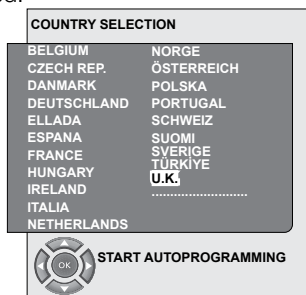 COUNTRY SELECTION
BELGIUM
CZECH REP.
DANMARK
DEUTSCHLAND
ELLADA
ESPANA
FRANCE
HUNGARY
IRELAND
ITALIA
NETHERLANDS
NORGE
ÖSTERREICH
POLSKA
PORTUGAL
SCHWEIZ
SUOMI
SVERIGE
TÜRKİYE
U.K.
..........................
OK
START AUTOPROGRAMMING